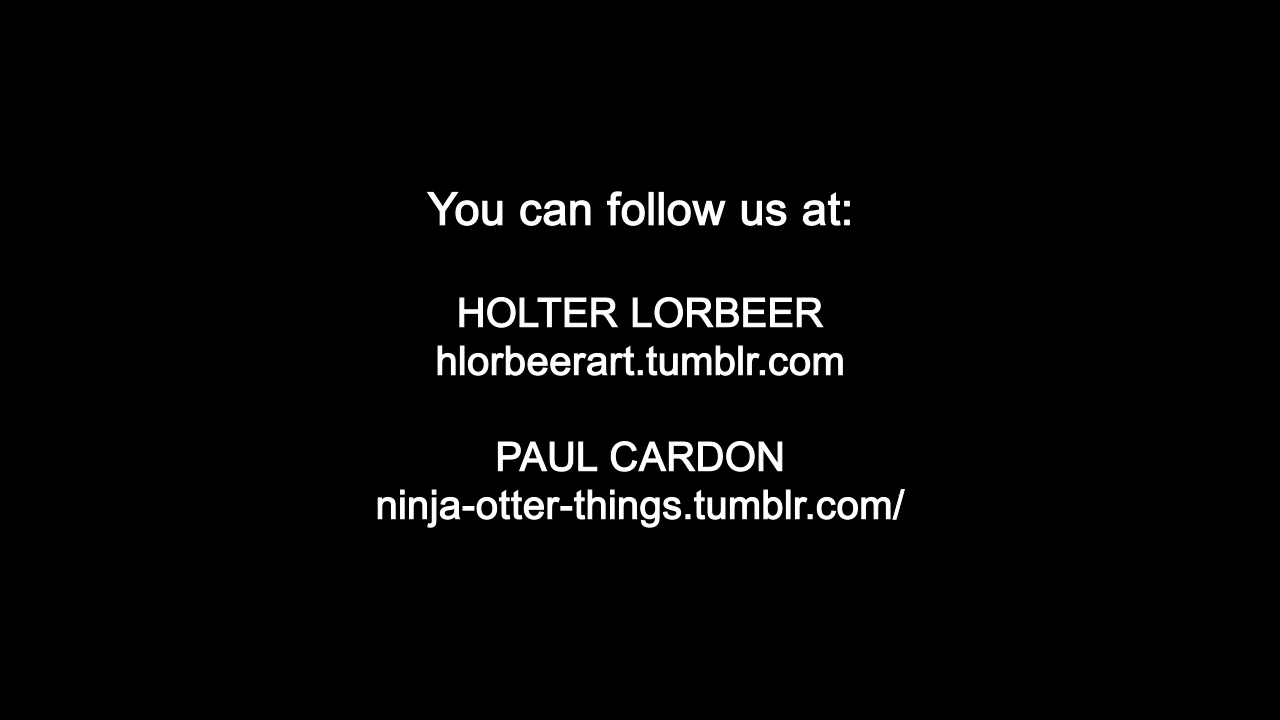 You can follow us at:
HOLTER LORBEER
hlorbeerart.tumblr.com
PAUL CARDON
ninja-otter-things.tumblr.com/